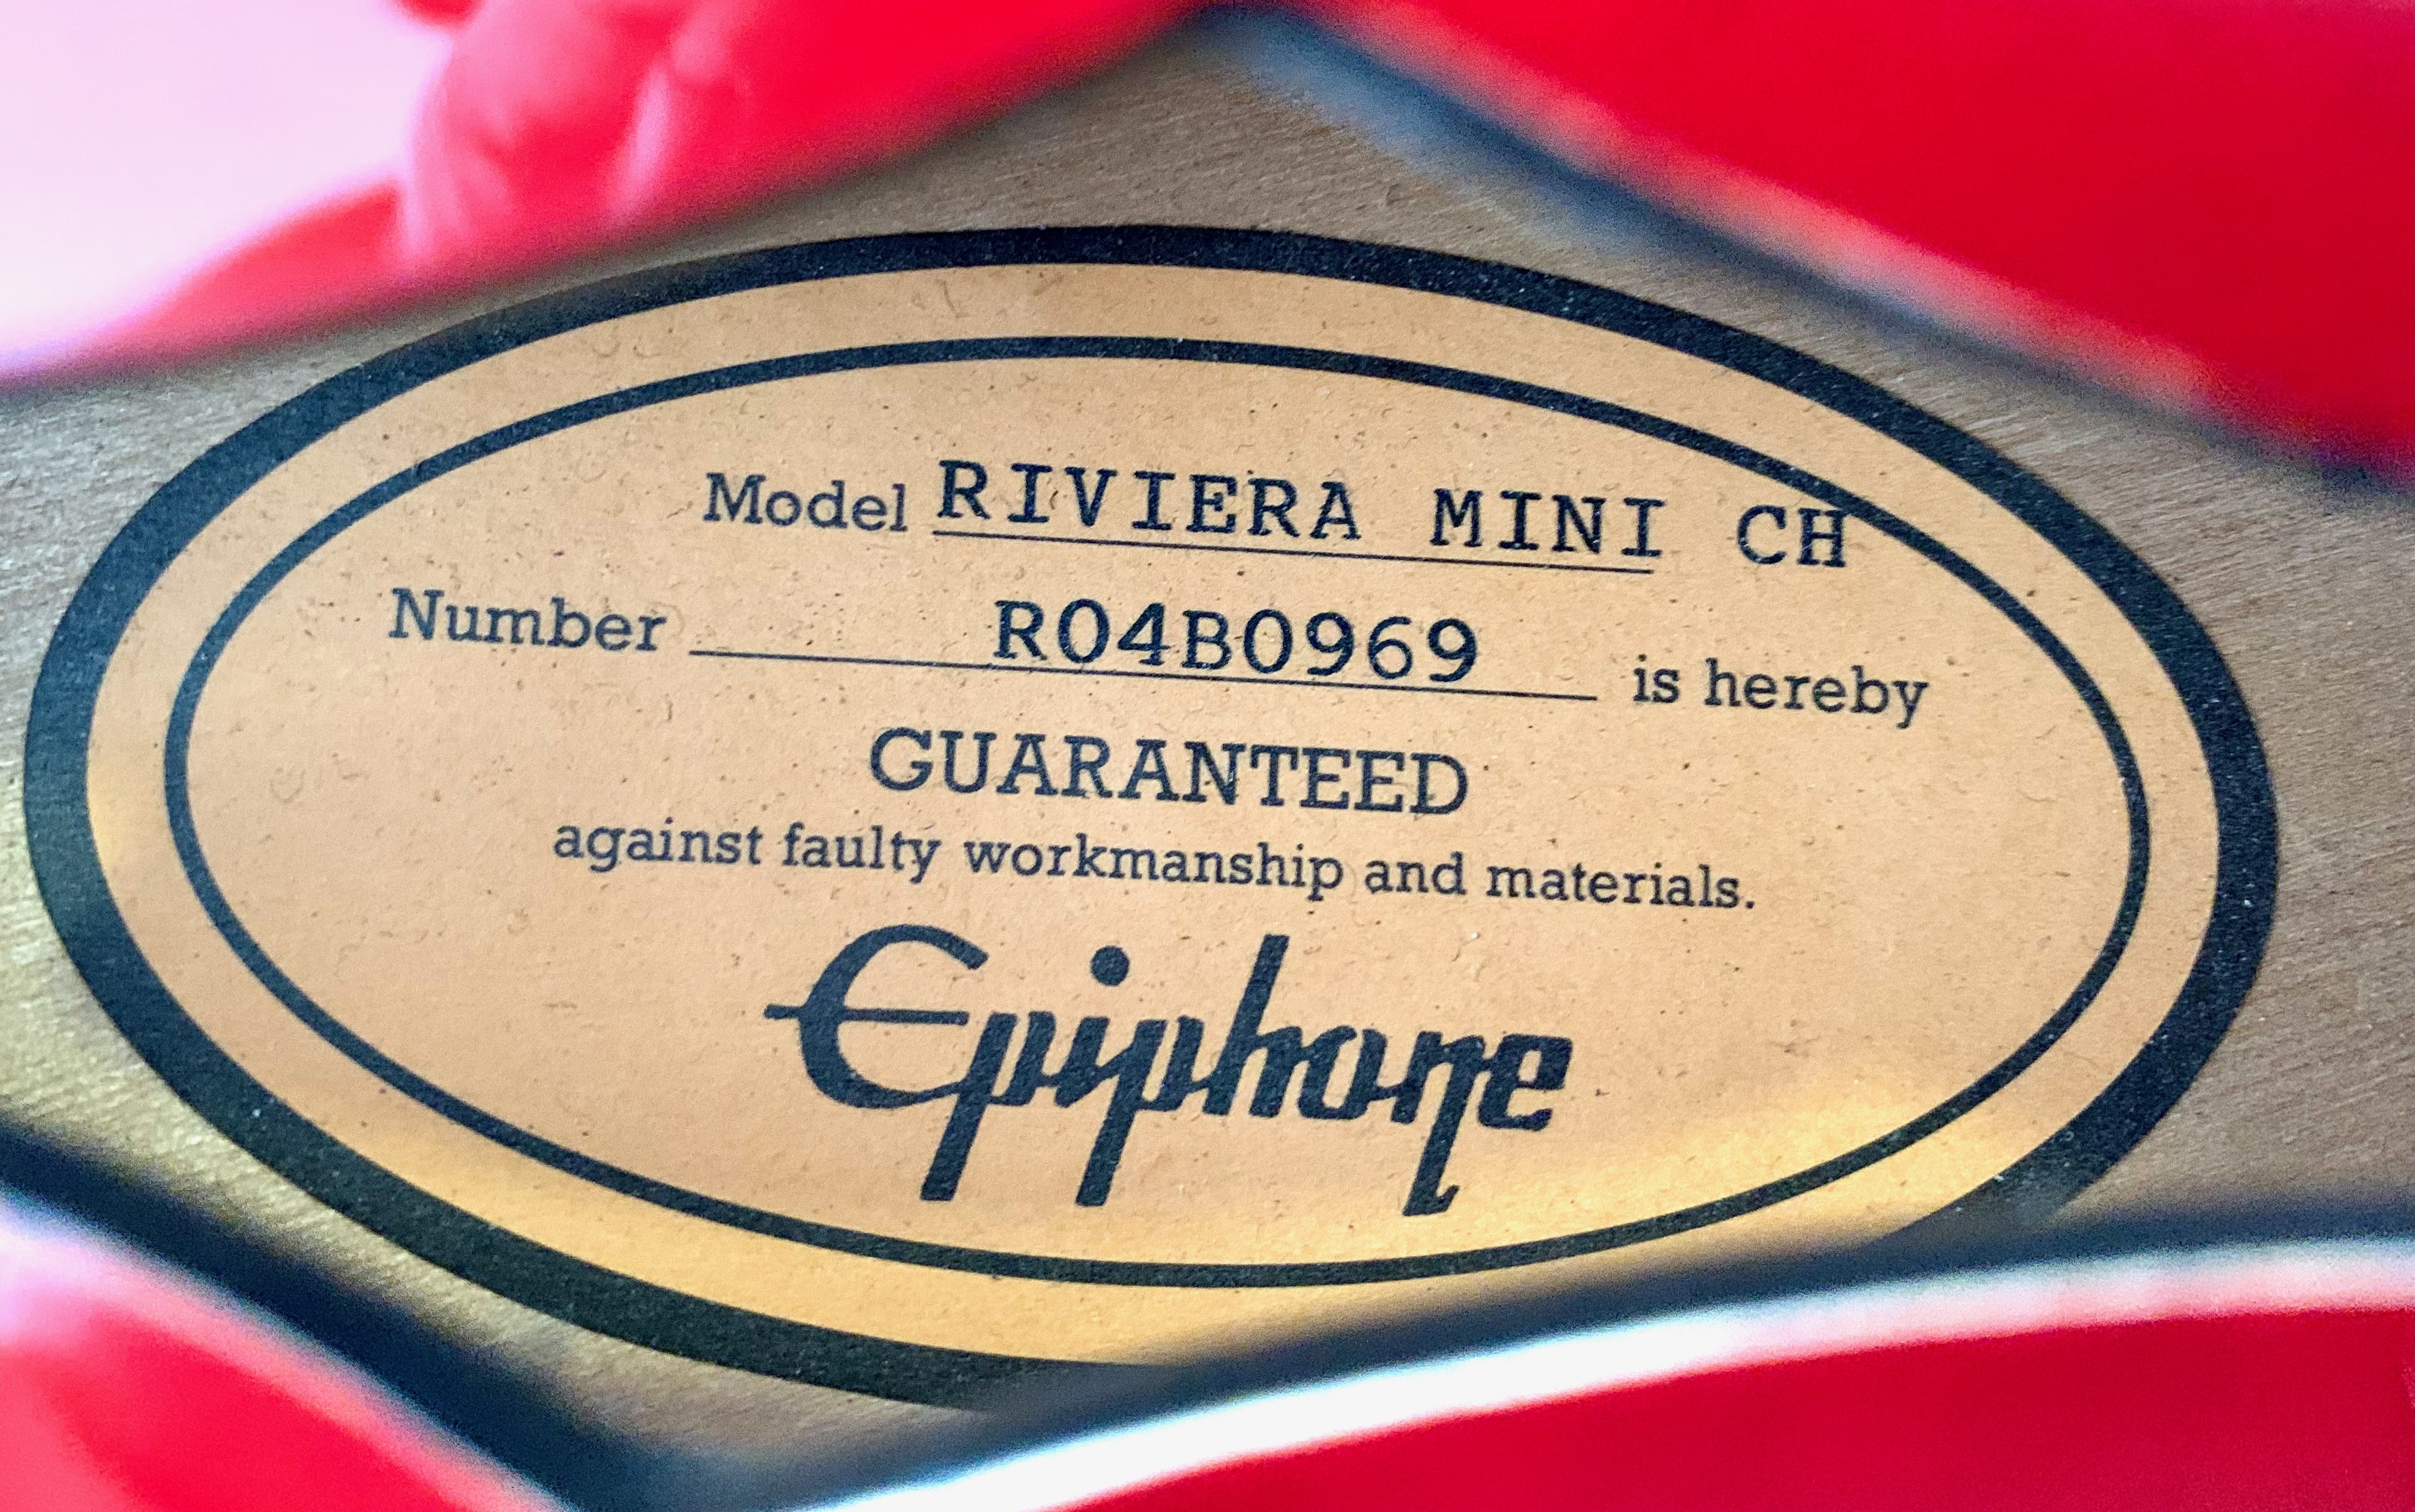 Model RIVIERA MINI CH
Number R04B0969 is hereby
GUARANTEED
against faulty workmanship and materials.
Epiphone